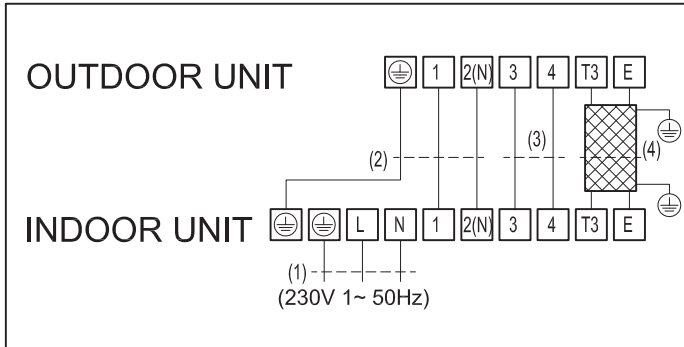 OUTDOOR UNIT 1 2(N) 3 4 T3 E
(2) (3) (4)
INDOOR UNIT L N 1 2(N) 3 4 T3 E
(1)
(230V 1~ 50Hz)